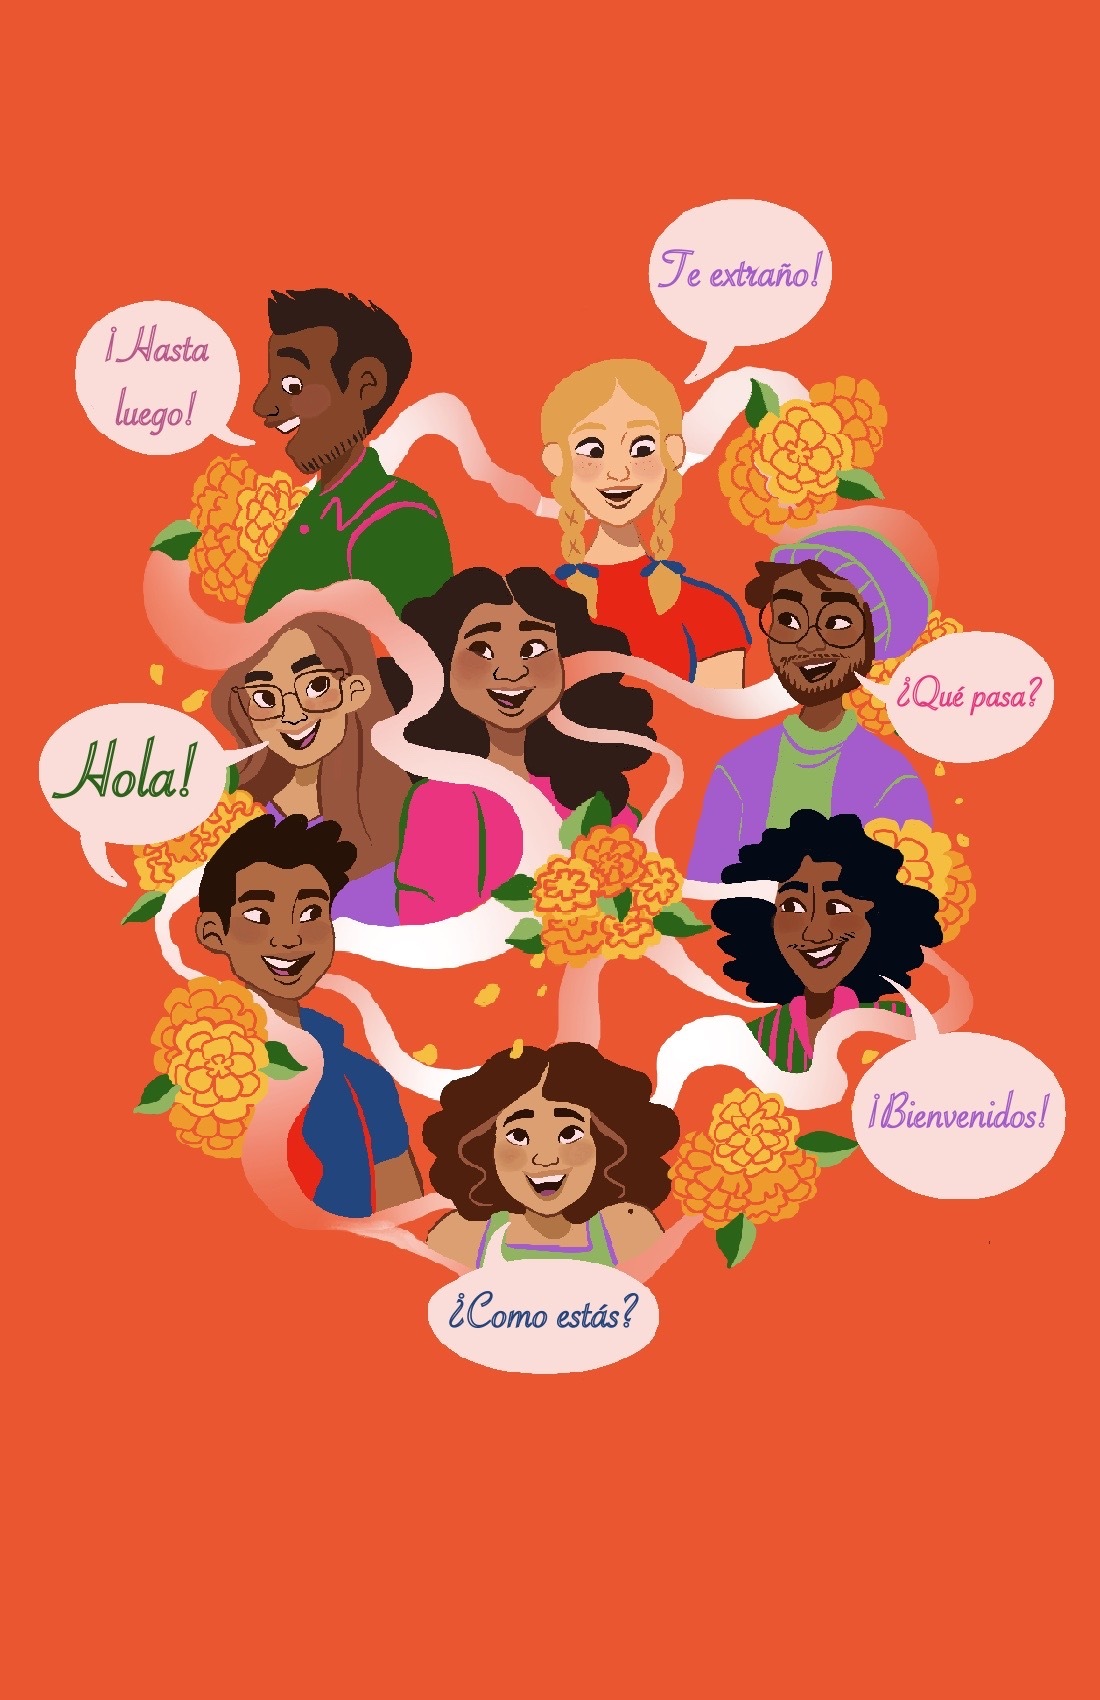 Te extraño!
¡Hasta
luego!
¿Qué pasa?
Hola!
¡Bienvenidos!
¿Como estás?